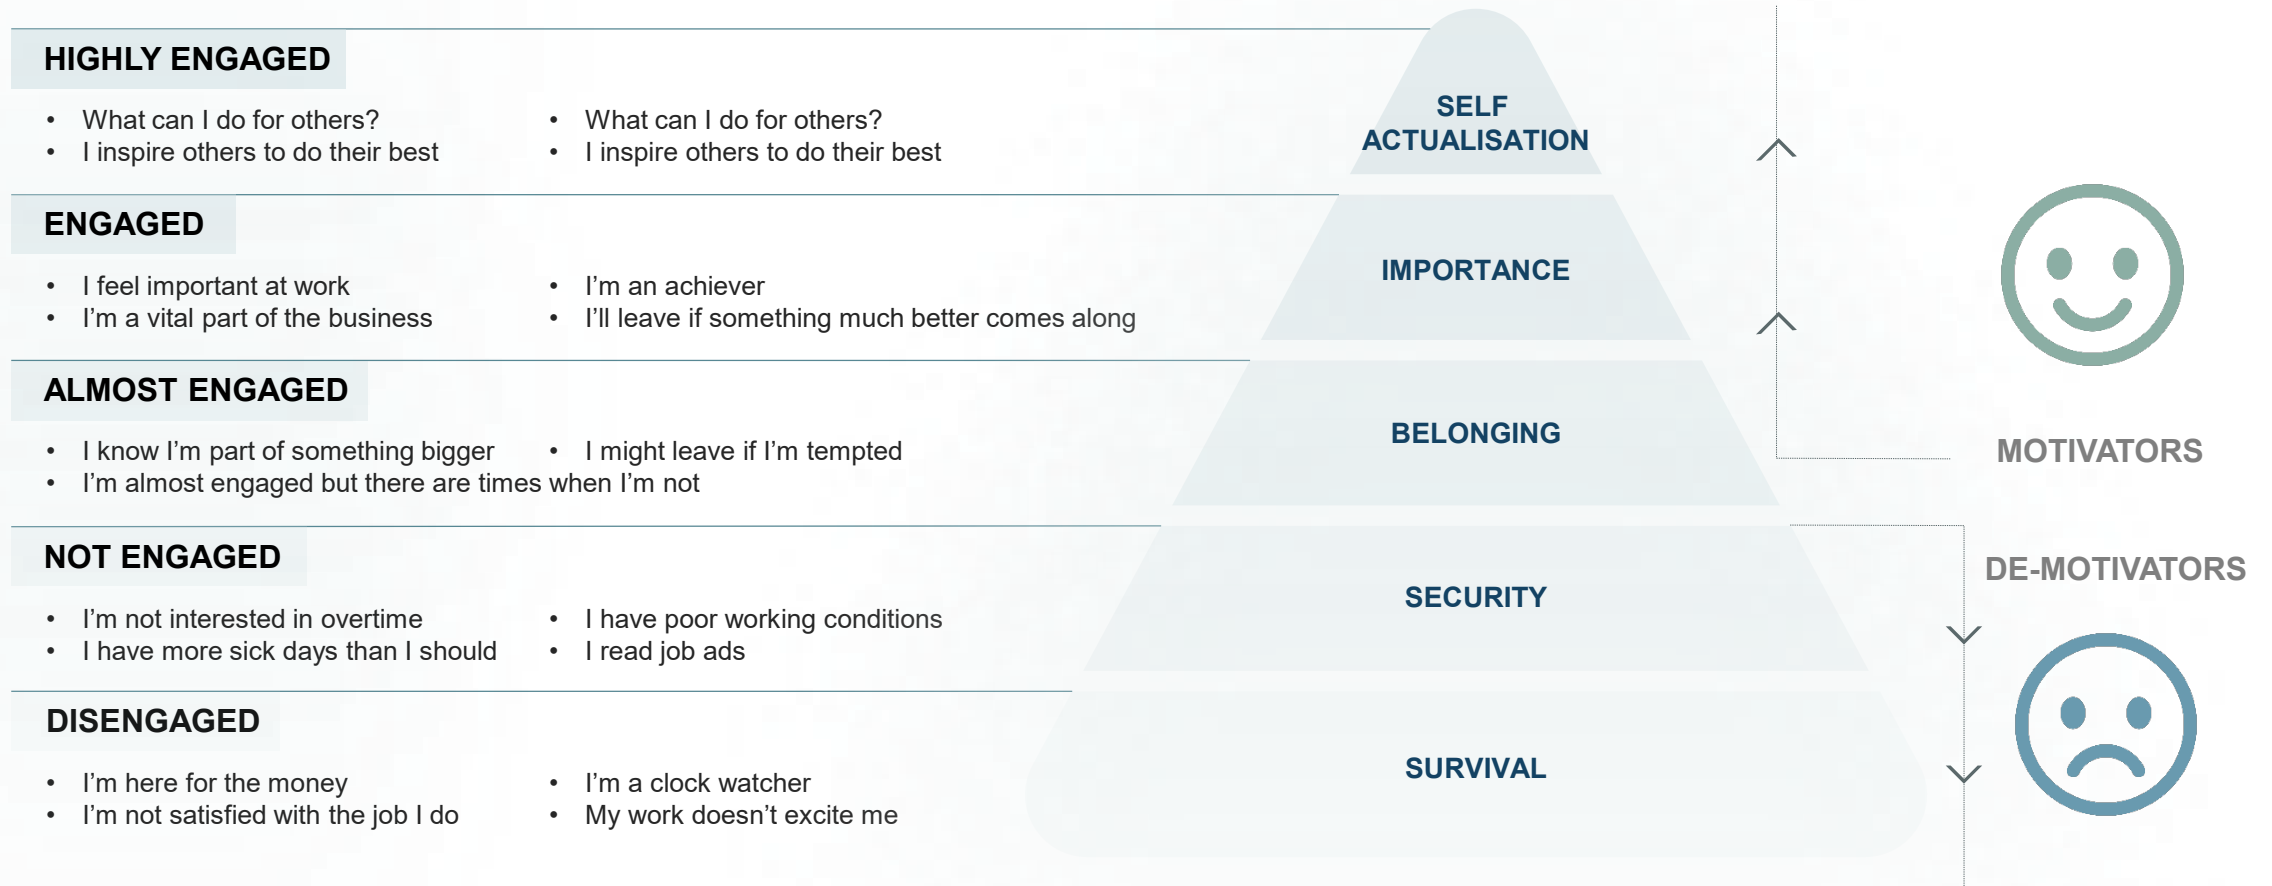 HIGHLY ENGAGED
• What can I do for others?
• I inspire others to do their best
• What can I do for others?
• I inspire others to do their best
SELF
ACTUALISATION
ENGAGED
• I feel important at work
• I’m a vital part of the business
• I’m an achiever
• I’ll leave if something much better comes along
IMPORTANCE
ALMOST ENGAGED
• I know I’m part of something bigger
• I’m almost engaged but there are times when I’m not
• I might leave if I’m tempted
BELONGING
MOTIVATORS
NOT ENGAGED
• I’m not interested in overtime
• I have more sick days than I should
• I have poor working conditions
• I read job ads
SECURITY
DE-MOTIVATORS
DISENGAGED
• I’m here for the money
• I’m not satisfied with the job I do
• I’m a clock watcher
• My work doesn’t excite me
SURVIVAL